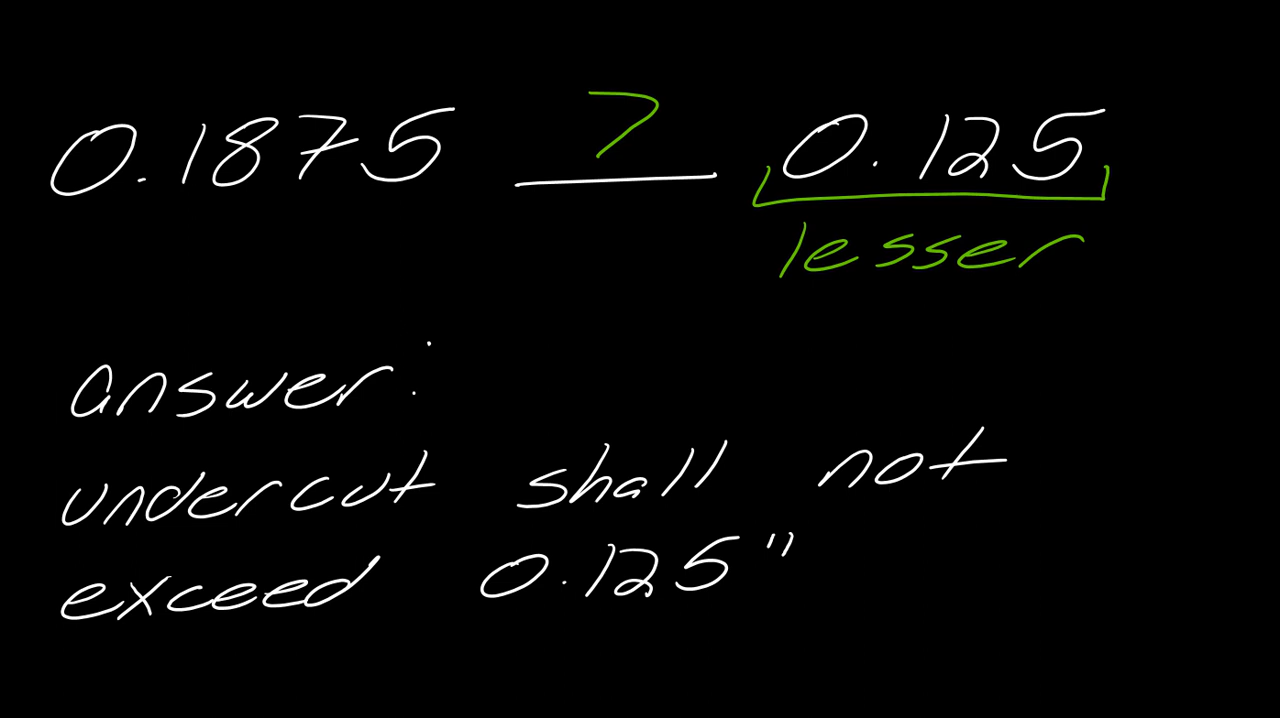 0.1875 > 0.125
lesser
answer:
undercut shall not
exceed 0.125"